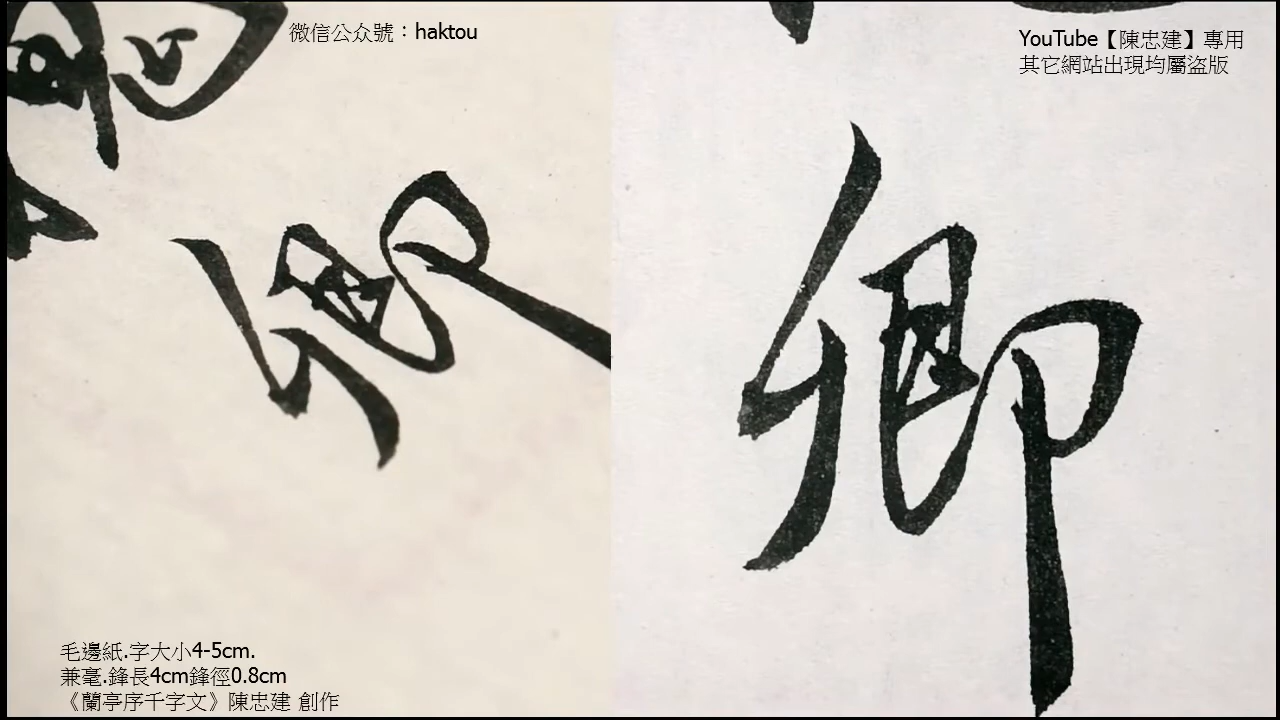 微信公众號：haktou
YouTube【陳忠建】專用
其它網站出現均屬盜版
卿
卿
毛邊紙.字大小4-5cm.
兼毫.鋒長4cm鋒徑0.8cm
《蘭亭序千字文》陳忠建 創作